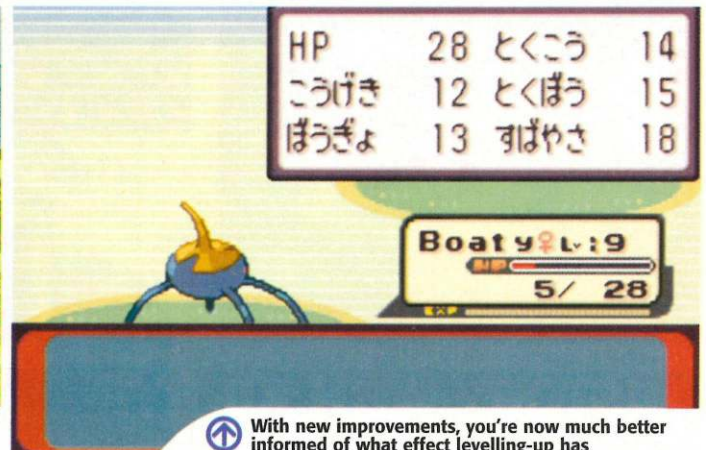 HP 28 とくこう 14
こうげき 12 とくぼう 15
ぼうぎょ 13 すばやさ 18
Boaty♀Lv:9
HP
5/ 28
EXP
With new improvements, you're now much better
informed of what effect levelling-up has